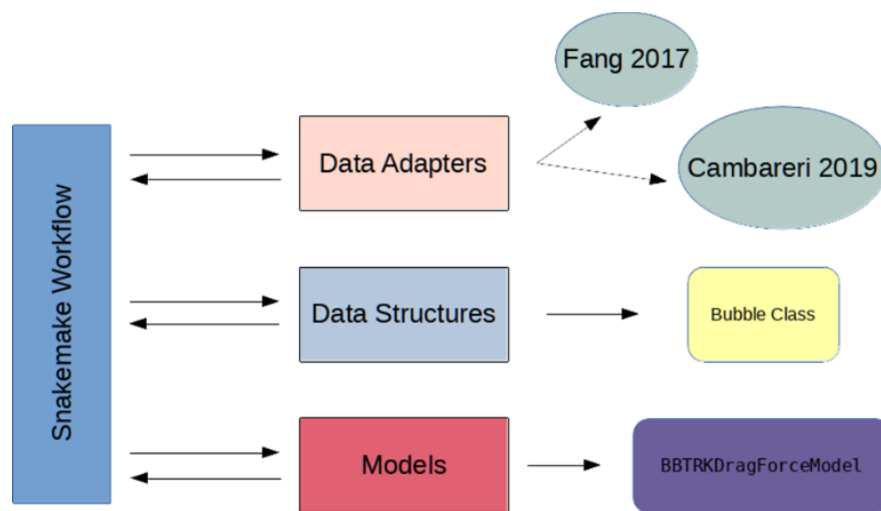 Fang 2017
Data Adapters
Cambareri 2019
Snakemake Workflow
Data Structures
Bubble Class
Models
BBTRKDragForceModel